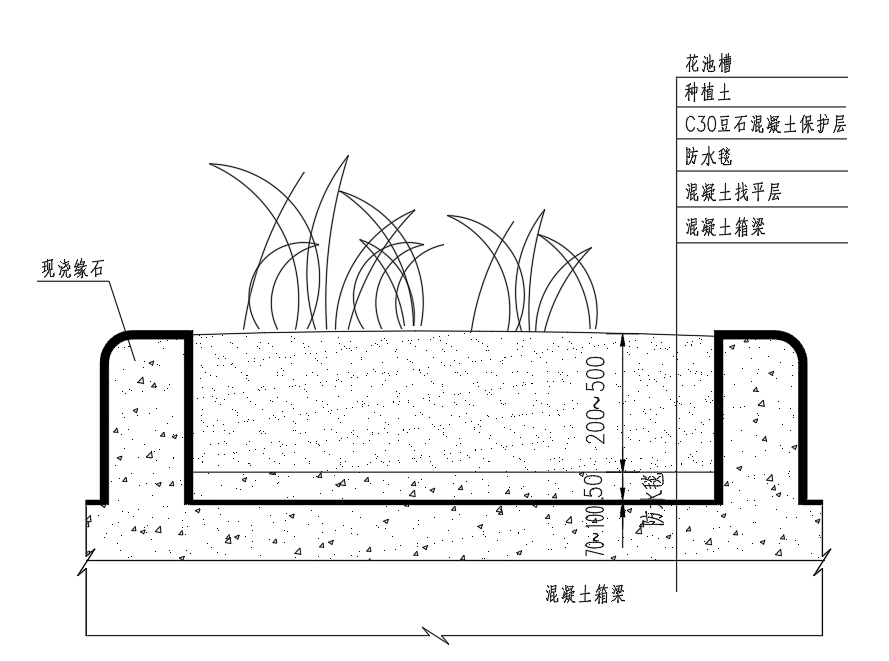 花池槽
种植土
C30豆石混凝土保护层
防水毯
混凝土找平层
混凝土箱梁
现浇缘石
200~500
50
防水毯
70~100
混凝土箱梁